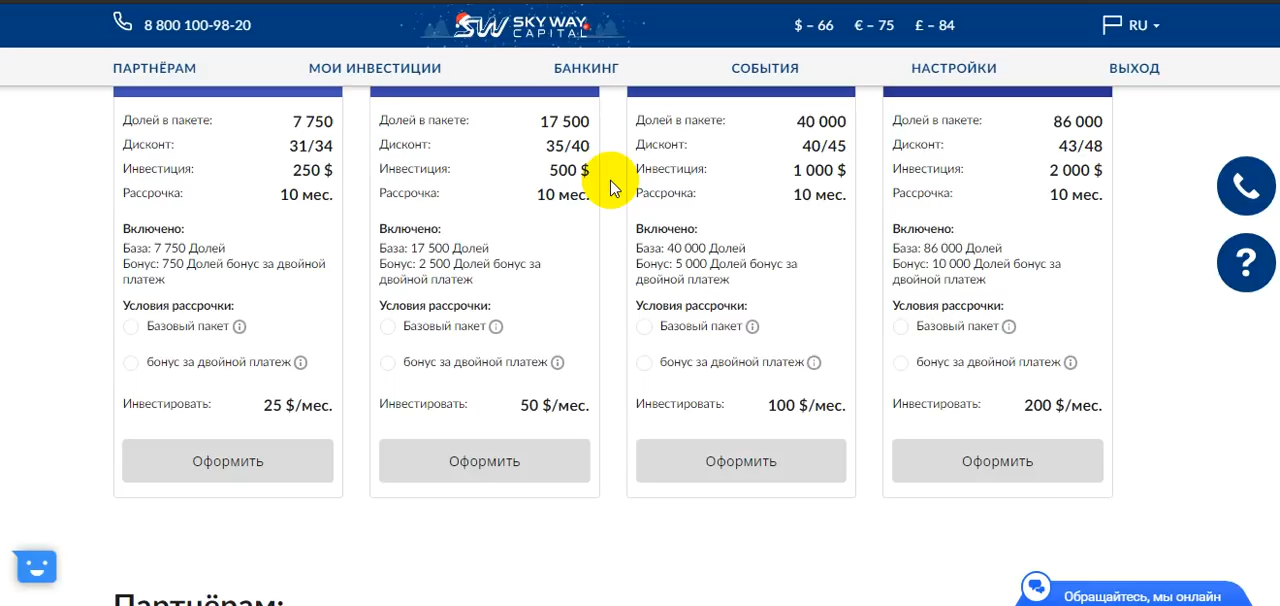 8 800 100-98-20
SW SKY WAY CAPITAL
$ – 66 € – 75 £ – 84
RU
ПАРТНЁРАМ МОИ ИНВЕСТИЦИИ БАНКИНГ СОБЫТИЯ НАСТРОЙКИ ВЫХОД
Долей в пакете: 7 750
Дисконт: 31/34
Инвестиция: 250 $
Рассрочка: 10 мес.
Включено:
База: 7 750 Долей
Бонус: 750 Долей бонус за двойной
платеж
Условия рассрочки:
Базовый пакет
бонус за двойной платеж
Инвестировать: 25 $/мес.
Оформить
Долей в пакете: 17 500
Дисконт: 35/40
Инвестиция: 500 $
Рассрочка: 10 мес.
Включено:
База: 17 500 Долей
Бонус: 2 500 Долей бонус за
двойной платеж
Условия рассрочки:
Базовый пакет
бонус за двойной платеж
Инвестировать: 50 $/мес.
Оформить
Долей в пакете: 40 000
Дисконт: 40/45
Инвестиция: 1 000 $
Рассрочка: 10 мес.
Включено:
База: 40 000 Долей
Бонус: 5 000 Долей бонус за
двойной платеж
Условия рассрочки:
Базовый пакет
бонус за двойной платеж
Инвестировать: 100 $/мес.
Оформить
Долей в пакете: 86 000
Дисконт: 43/48
Инвестиция: 2 000 $
Рассрочка: 10 мес.
Включено:
База: 86 000 Долей
Бонус: 10 000 Долей бонус за
двойной платеж
Условия рассрочки:
Базовый пакет
бонус за двойной платеж
Инвестировать: 200 $/мес.
Оформить
?
Партнёрам:
Обращайтесь, мы онлайн